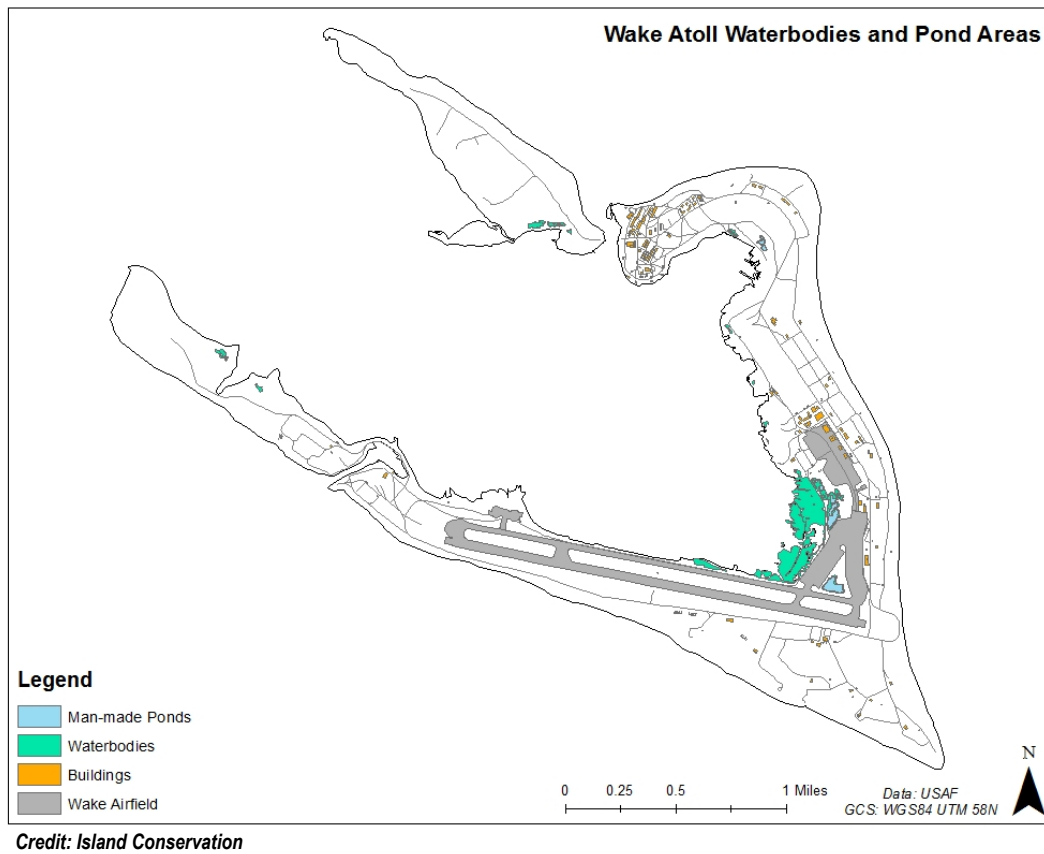 Wake Atoll Waterbodies and Pond Areas
Legend
Man-made Ponds
Waterbodies
Buildings
Wake Airfield
0 0.25 0.5 1 Miles
Data: USAF
GCS: WGS84 UTM 58N
N
Credit: Island Conservation